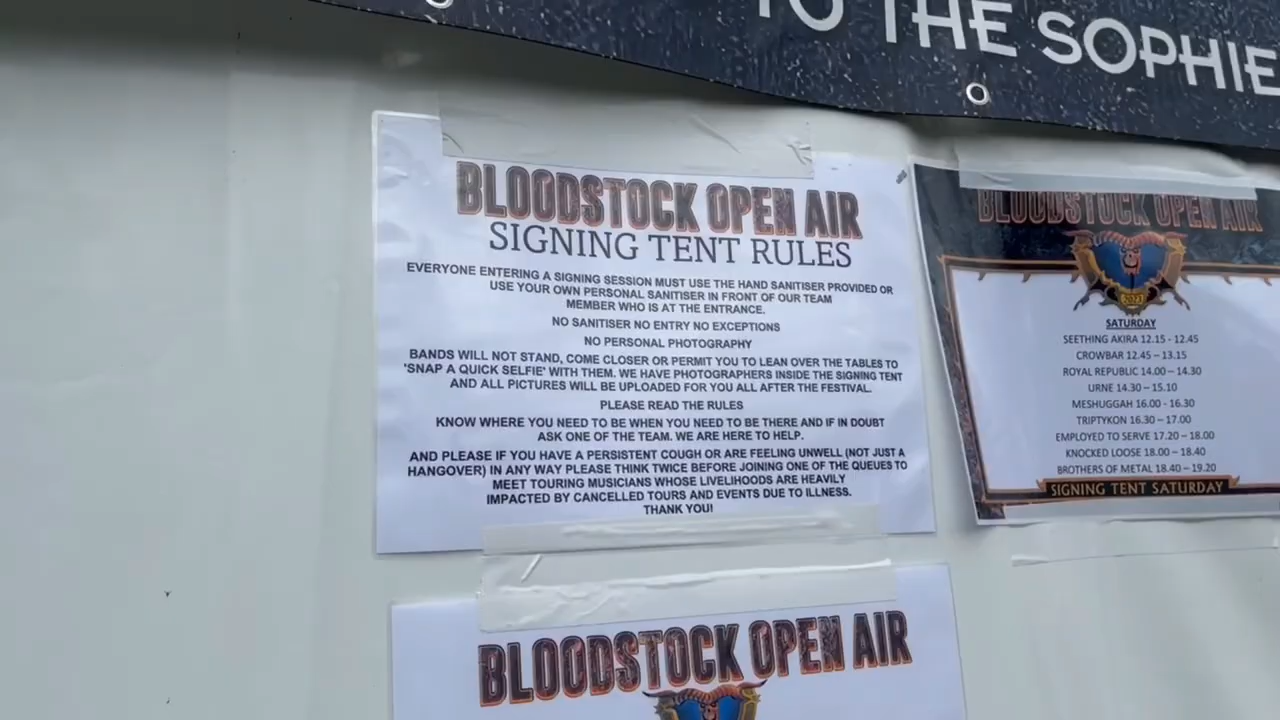 TO THE SOPHIE
BLOODSTOCK OPEN AIR
SIGNING TENT RULES
EVERYONE ENTERING A SIGNING SESSION MUST USE THE HAND SANITISER PROVIDED OR
USE YOUR OWN PERSONAL SANITISER IN FRONT OF OUR TEAM
MEMBER WHO IS AT THE ENTRANCE.
NO SANITISER NO ENTRY NO EXCEPTIONS
NO PERSONAL PHOTOGRAPHY
BANDS WILL NOT STAND, COME CLOSER OR PERMIT YOU TO LEAN OVER THE TABLES TO
'SNAP A QUICK SELFIE' WITH THEM. WE HAVE PHOTOGRAPHERS INSIDE THE SIGNING TENT
AND ALL PICTURES WILL BE UPLOADED FOR YOU ALL AFTER THE FESTIVAL.
PLEASE READ THE RULES
KNOW WHERE YOU NEED TO BE WHEN YOU NEED TO BE THERE AND IF IN DOUBT
ASK ONE OF THE TEAM. WE ARE HERE TO HELP.
AND PLEASE IF YOU HAVE A PERSISTENT COUGH OR ARE FEELING UNWELL (NOT JUST A
HANGOVER) IN ANY WAY PLEASE THINK TWICE BEFORE JOINING ONE OF THE QUEUES TO
MEET TOURING MUSICIANS WHOSE LIVELIHOODS ARE HEAVILY
IMPACTED BY CANCELLED TOURS AND EVENTS DUE TO ILLNESS.
THANK YOU!
BLOODSTOCK OPEN AIR
2023
SATURDAY
SEETHING AKIRA 12.15 - 12.45
CROWBAR 12.45 – 13.15
ROYAL REPUBLIC 14.00 – 14.30
URNE 14.30 – 15.10
MESHUGGAH 16.00 - 16.30
TRIPTYKON 16.30 – 17.00
EMPLOYED TO SERVE 17.20 – 18.00
KNOCKED LOOSE 18.00 – 18.40
BROTHERS OF METAL 18.40 – 19.20
SIGNING TENT SATURDAY
BLOODSTOCK OPEN AIR